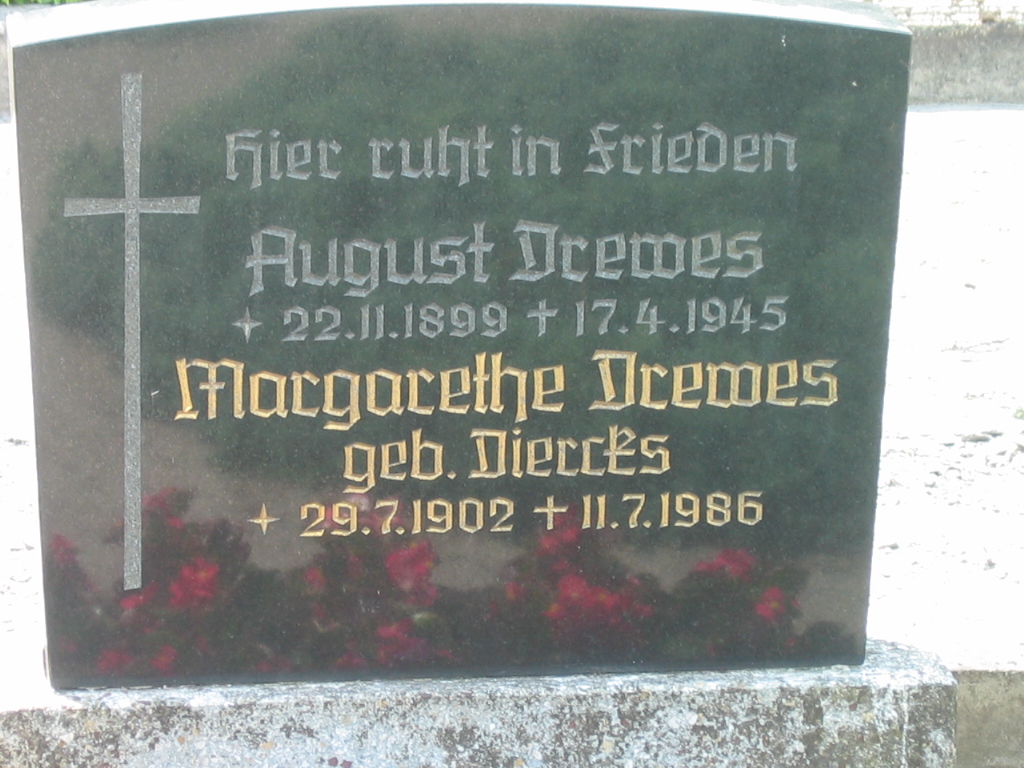 Hier ruht in Frieden
August Drewes
✦ 22.11.1899 ✝ 17.4.1945
Margarethe Drewes
geb. Diercks
✦ 29.7.1902 ✝ 11.7.1986